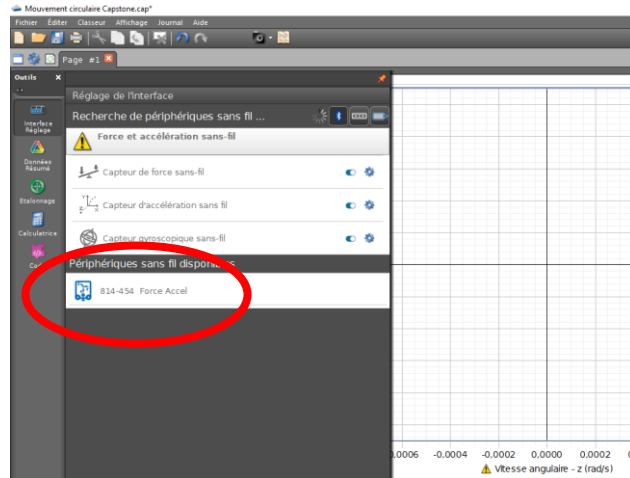 Mouvement circulaire Capstone.cap*
Fichier Éditer Classeur Affichage Journal Aide
Page #1
Outils X
Réglage de l'Interface
Recherche de périphériques sans fil ...
Interface
Réglage
Force et accélération sans-fil
Données
Résumé
Capteur de force sans-fil
Etalonnage
Capteur d'accélération sans fil
Calculatrice
Capteur gyroscopique sans-fil
Périphériques sans fil disponibles
814-454 Force Accel
0,0006 -0,0004 -0,0002 0,0000 0,0002
Vitesse angulaire - z (rad/s)